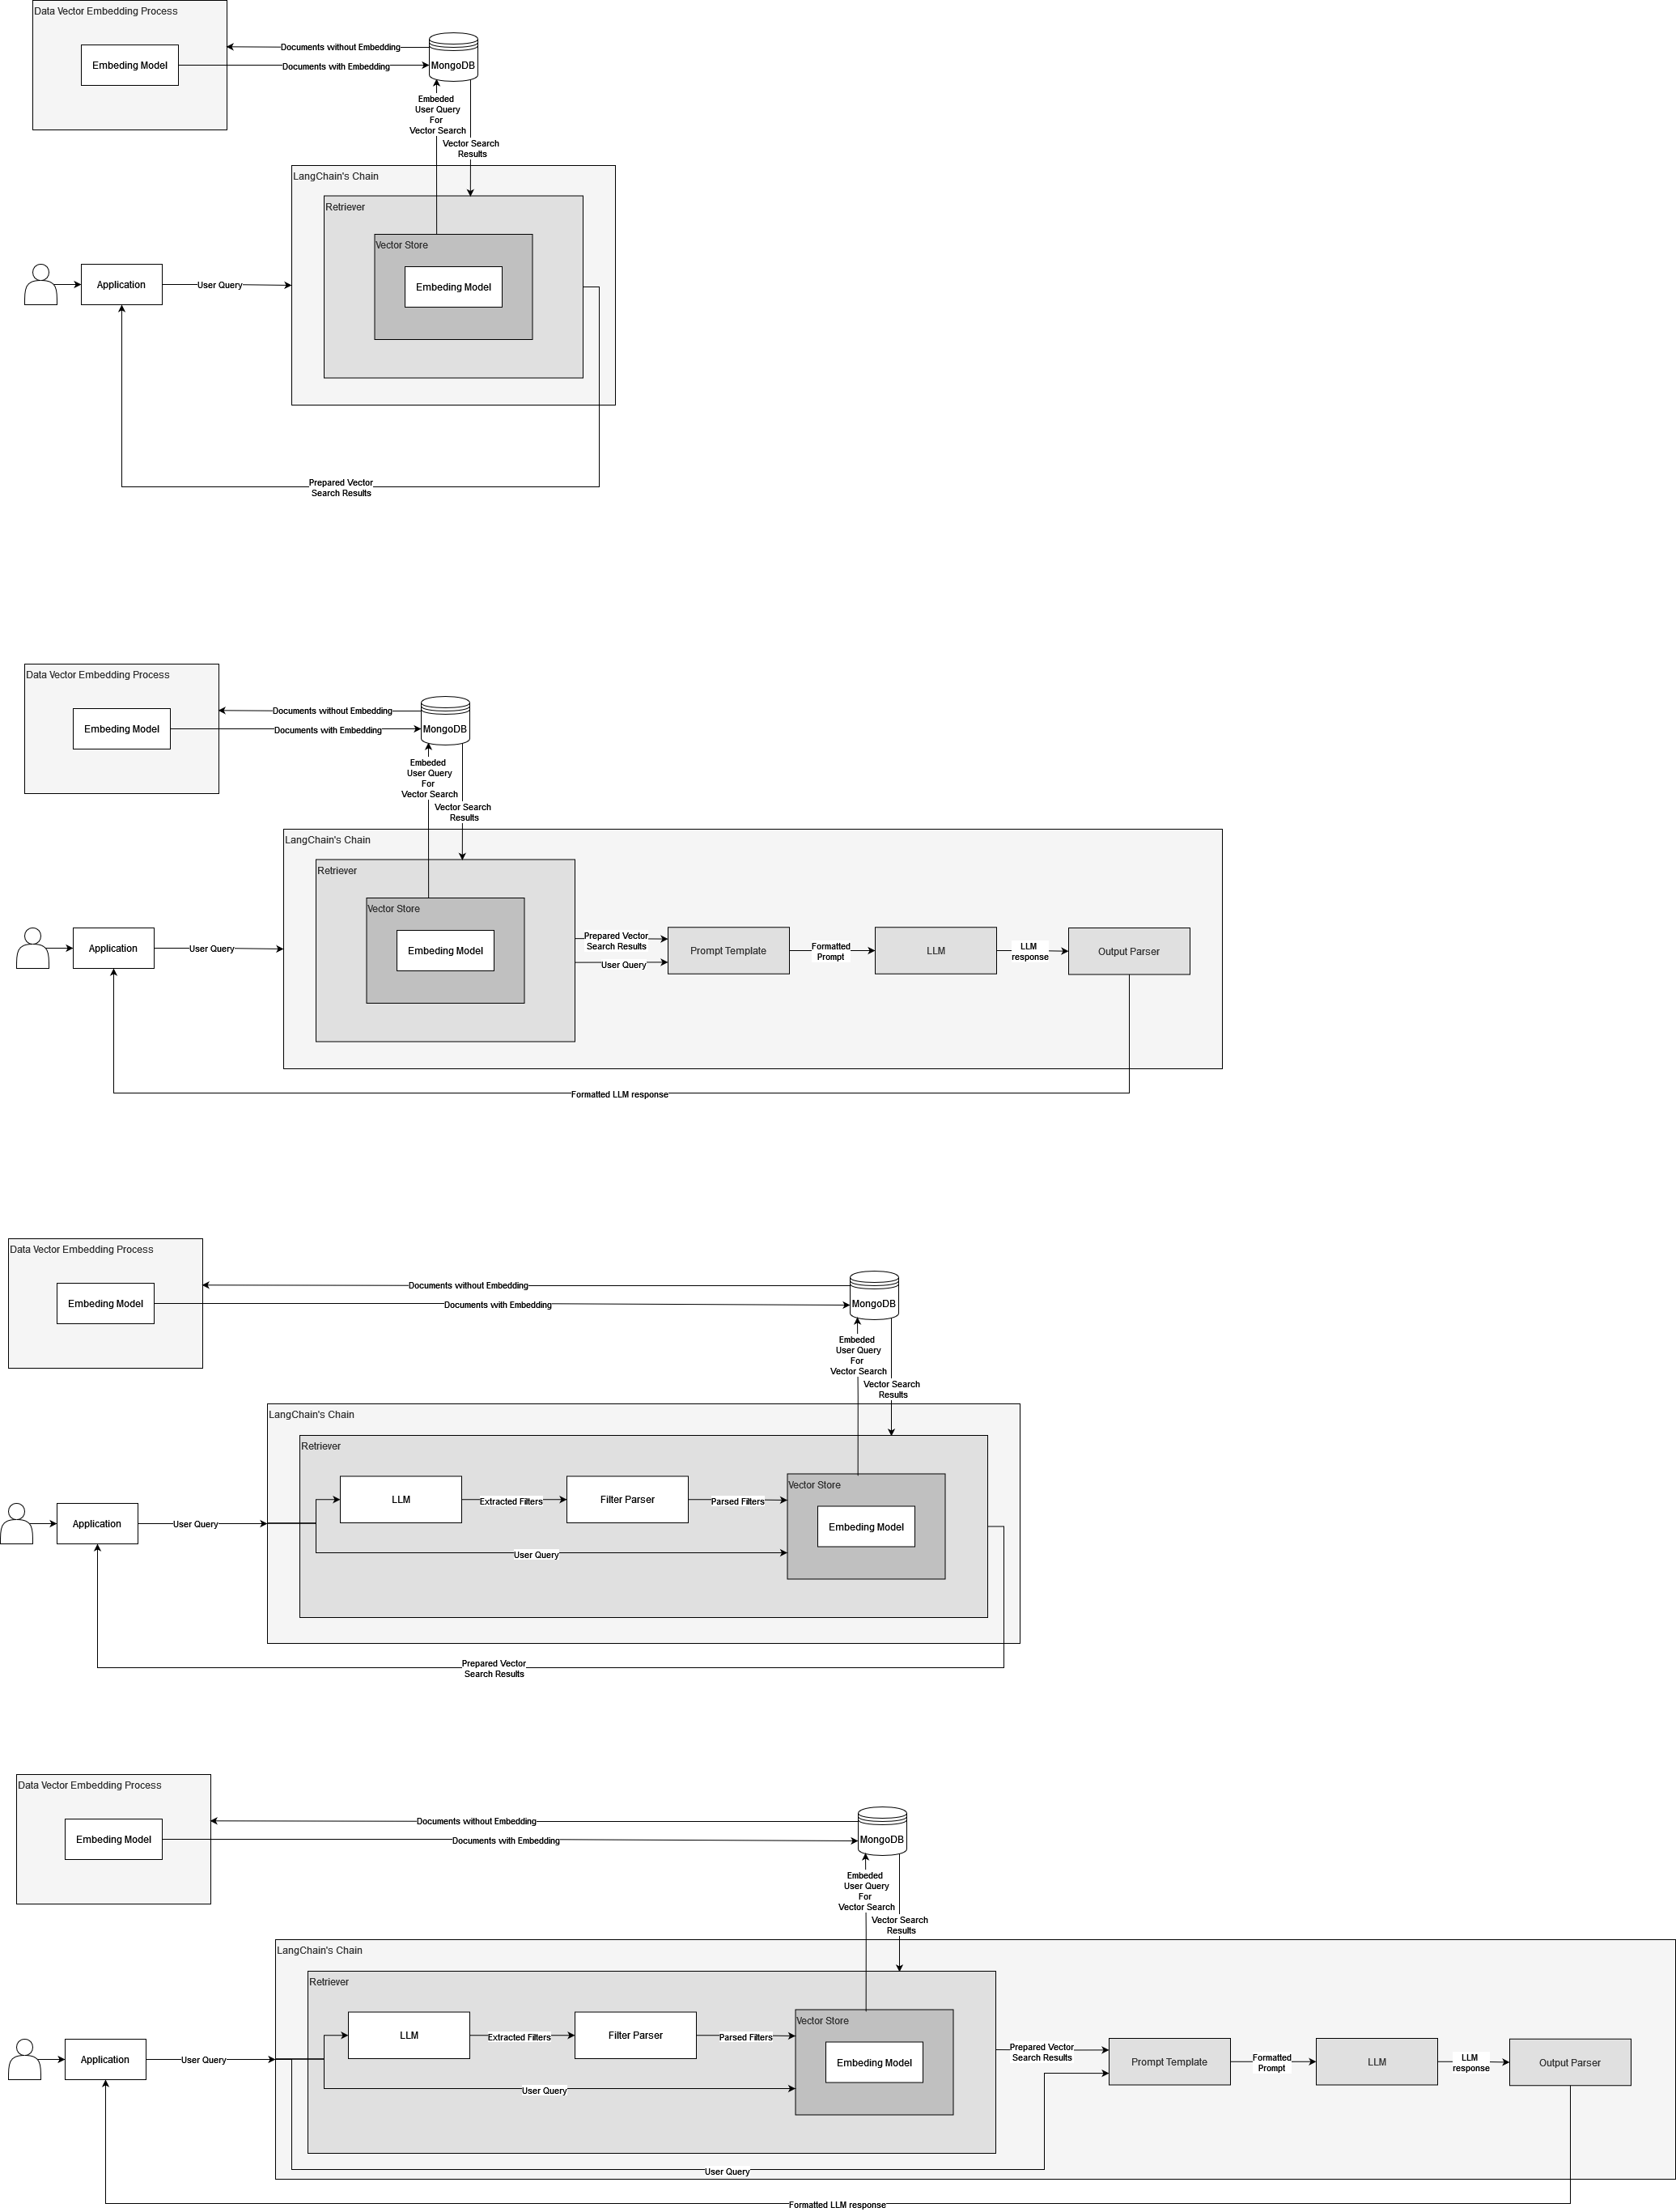 Data Vector Embedding Process
Embeding Model
Documents without Embedding
Documents with Embedding
MongoDB
Embeded
User Query
For
Vector Search
Vector Search
Results
LangChain's Chain
Retriever
Vector Store
Embeding Model
Application
User Query
Prepared Vector
Search Results
Data Vector Embedding Process
Embeding Model
Documents without Embedding
Documents with Embedding
MongoDB
Embeded
User Query
For
Vector Search
Vector Search
Results
LangChain's Chain
Retriever
Vector Store
Embeding Model
Application
User Query
Prepared Vector
Search Results
User Query
Prompt Template
Formatted
Prompt
LLM
LLM
response
Output Parser
Formatted LLM response
Data Vector Embedding Process
Embeding Model
Documents without Embedding
Documents with Embedding
MongoDB
Embeded
User Query
For
Vector Search
Vector Search
Results
LangChain's Chain
Retriever
LLM
Extracted Filters
Filter Parser
Parsed Filters
Vector Store
Embeding Model
Application
User Query
User Query
Prepared Vector
Search Results
Data Vector Embedding Process
Embeding Model
Documents without Embedding
Documents with Embedding
MongoDB
Embeded
User Query
For
Vector Search
Vector Search
Results
LangChain's Chain
Retriever
LLM
Extracted Filters
Filter Parser
Parsed Filters
Vector Store
Embeding Model
Application
User Query
User Query
Prepared Vector
Search Results
Prompt Template
Formatted
Prompt
LLM
LLM
response
Output Parser
User Query
Formatted LLM response